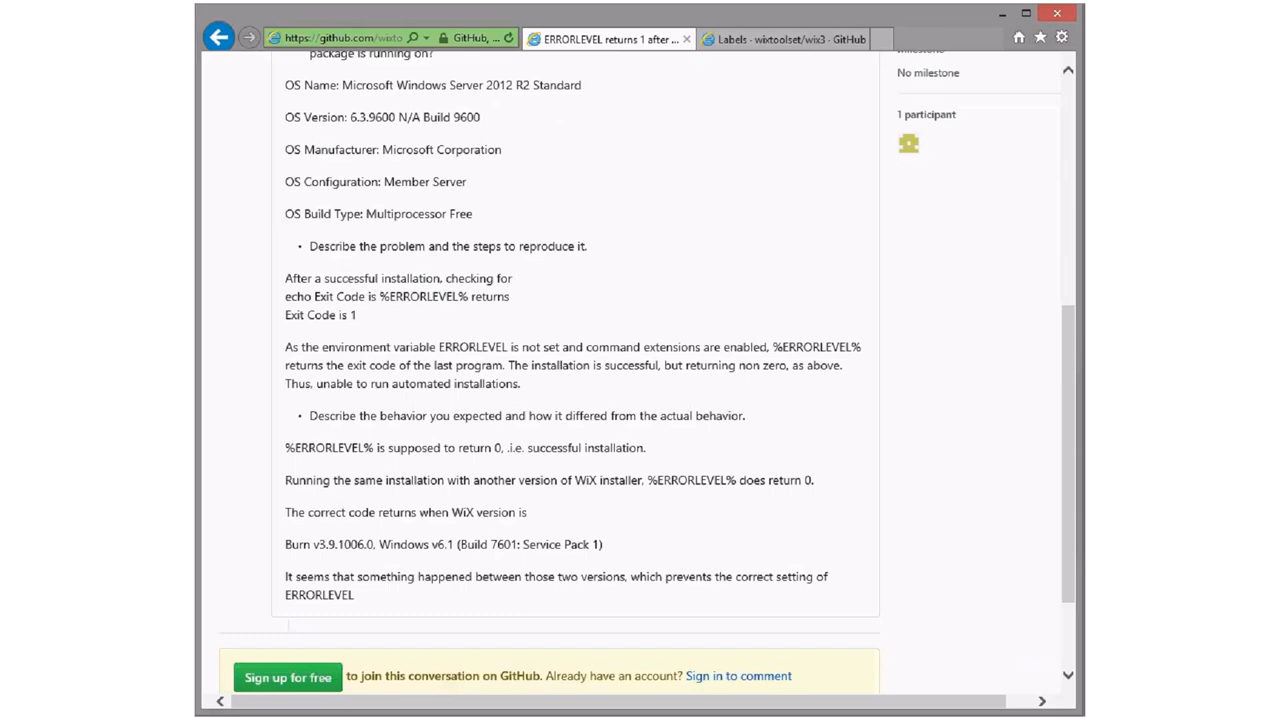 https://github.com/wixto
GitHub, ...
ERRORLEVEL returns 1 after ...
Labels · wixtoolset/wix3 · GitHub
package is running on?
No milestone
OS Name: Microsoft Windows Server 2012 R2 Standard
OS Version: 6.3.9600 N/A Build 9600
1 participant
OS Manufacturer: Microsoft Corporation
OS Configuration: Member Server
OS Build Type: Multiprocessor Free
• Describe the problem and the steps to reproduce it.
After a successful installation, checking for
echo Exit Code is %ERRORLEVEL% returns
Exit Code is 1
As the environment variable ERRORLEVEL is not set and command extensions are enabled, %ERRORLEVEL%
returns the exit code of the last program. The installation is successful, but returning non zero, as above.
Thus, unable to run automated installations.
• Describe the behavior you expected and how it differed from the actual behavior.
%ERRORLEVEL% is supposed to return 0, .i.e. successful installation.
Running the same installation with another version of WiX installer, %ERRORLEVEL% does return 0.
The correct code returns when WiX version is
Burn v3.9.1006.0, Windows v6.1 (Build 7601: Service Pack 1)
It seems that something happened between those two versions, which prevents the correct setting of
ERRORLEVEL
Sign up for free to join this conversation on GitHub. Already have an account? Sign in to comment